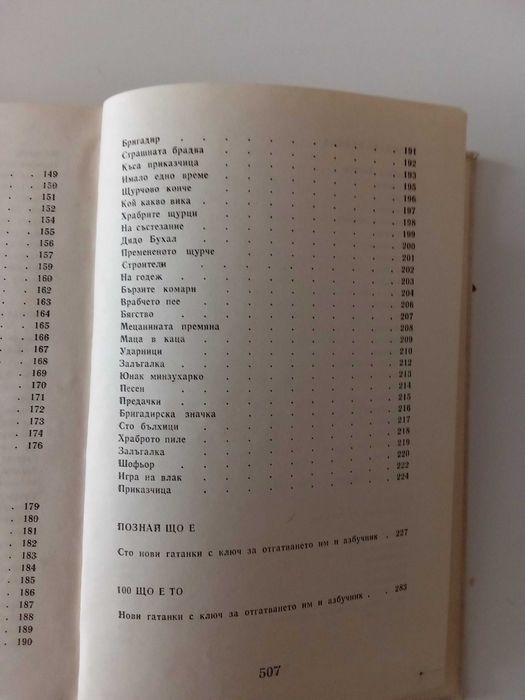 149
150
151
152
154
155
156
157
159
160
162
163
164
165
167
168
169
170
171
172
174
176
179
180
181
182
183
184
185
186
187
188
189
190
Бригадир . . . . . . . . 191
Страшната брадва . . . . . . . 192
Къса приказчица . . . . . . . 193
Имало едно време . . . . . . . 195
Щурчово конче . . . . . . . 196
Кой какво вика . . . . . . . 197
Храбрите щурци . . . . . . . 198
На състезание . . . . . . . 199
Дядо Бухал . . . . . . . 200
Премененото щурче . . . . . . . 201
Строители . . . . . . . 202
На годеж . . . . . . . 203
Бързите комари . . . . . . . 204
Врабчето пее . . . . . . . 206
Бягство . . . . . . . 207
Мецанината премяна . . . . . . . 208
Маца в каца . . . . . . . 209
Ударници . . . . . . . 210
Залъгалка . . . . . . . 212
Юнак минзухарко . . . . . . . 213
Песен . . . . . . . 214
Предачки . . . . . . . 215
Бригадирска значка . . . . . . . 216
Сто бълхици . . . . . . . 217
Храброто пиле . . . . . . . 218
Залъгалка . . . . . . . 219
Шофьор . . . . . . . 220
Игра на влак . . . . . . . 222
Приказчица . . . . . . . 224
ПОЗНАЙ ЩО Е
Сто нови гатанки с ключ за отгатването им и азбучник . 227
100 ЩО Е ТО
Нови гатанки с ключ за отгатването им и азбучник . . 283
507